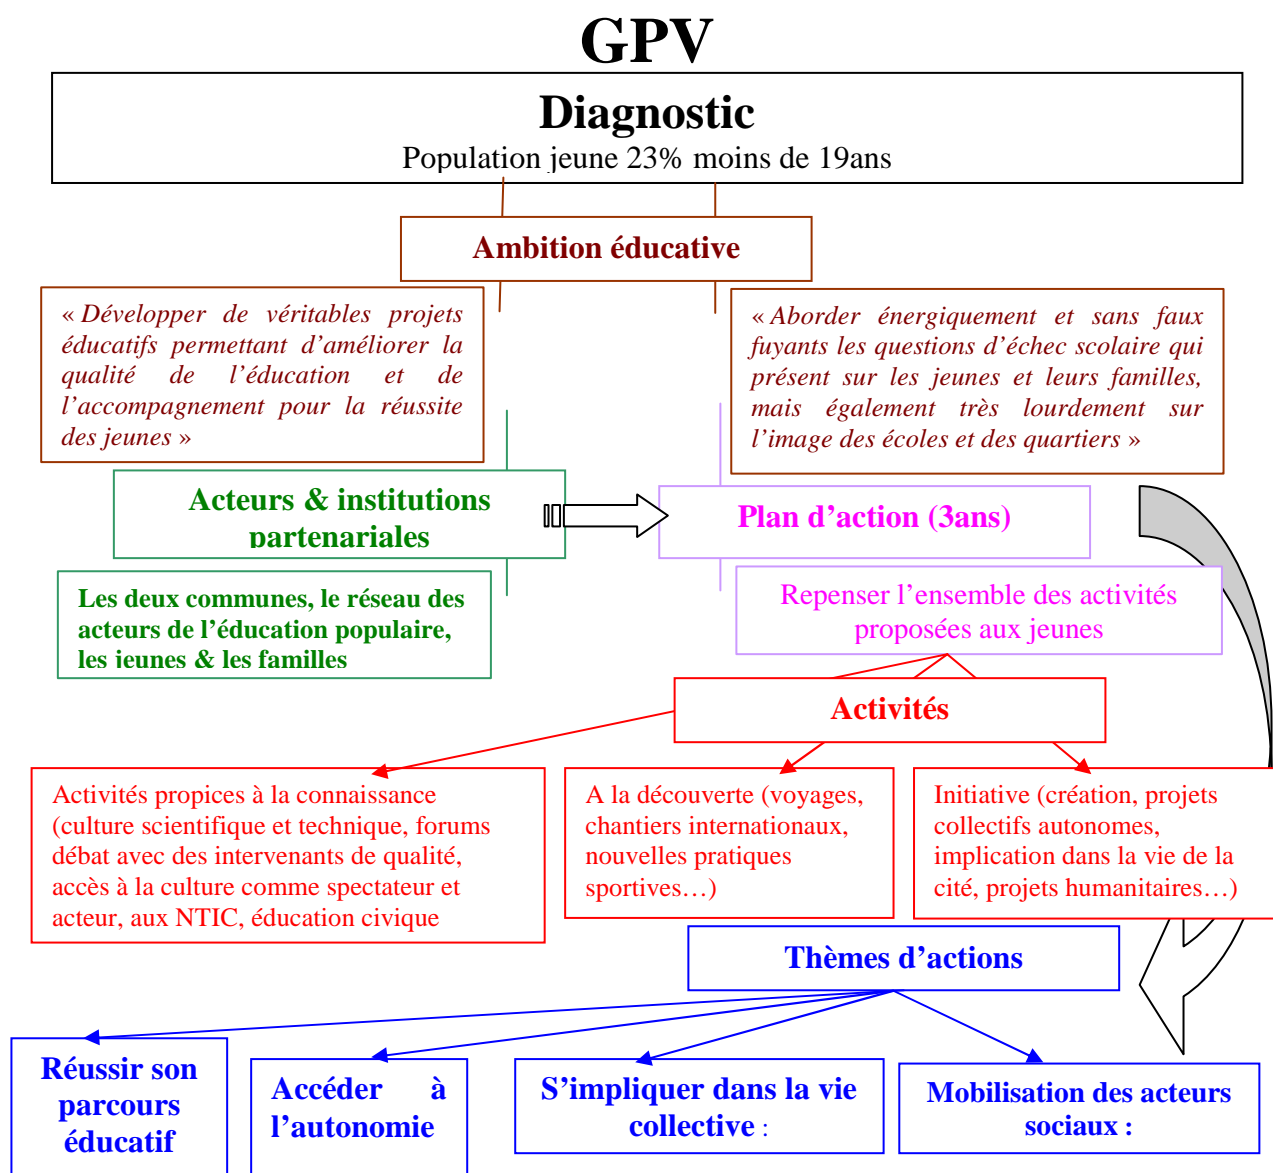 GPV
Diagnostic
Population jeune 23% moins de 19ans
Ambition éducative
« Développer de véritables projets
éducatifs permettant d'améliorer la
qualité de l'éducation et de
l'accompagnement pour la réussite
des jeunes »
« Aborder énergiquement et sans faux
fuyants les questions d'échec scolaire qui
présent sur les jeunes et leurs familles,
mais également très lourdement sur
l'image des écoles et des quartiers »
Acteurs & institutions
partenariales
Plan d'action (3ans)
Les deux communes, le réseau des
acteurs de l'éducation populaire,
les jeunes & les familles
Repenser l'ensemble des activités
proposées aux jeunes
Activités
Activités propices à la connaissance
(culture scientifique et technique, forums
débat avec des intervenants de qualité,
accès à la culture comme spectateur et
acteur, aux NTIC, éducation civique
A la découverte (voyages,
chantiers internationaux,
nouvelles pratiques
sportives…)
Initiative (création, projets
collectifs autonomes,
implication dans la vie de la
cité, projets humanitaires…)
Thèmes d'actions
Réussir son
parcours
éducatif
Accéder à
l'autonomie
S'impliquer dans la vie
collective :
Mobilisation des acteurs
sociaux :